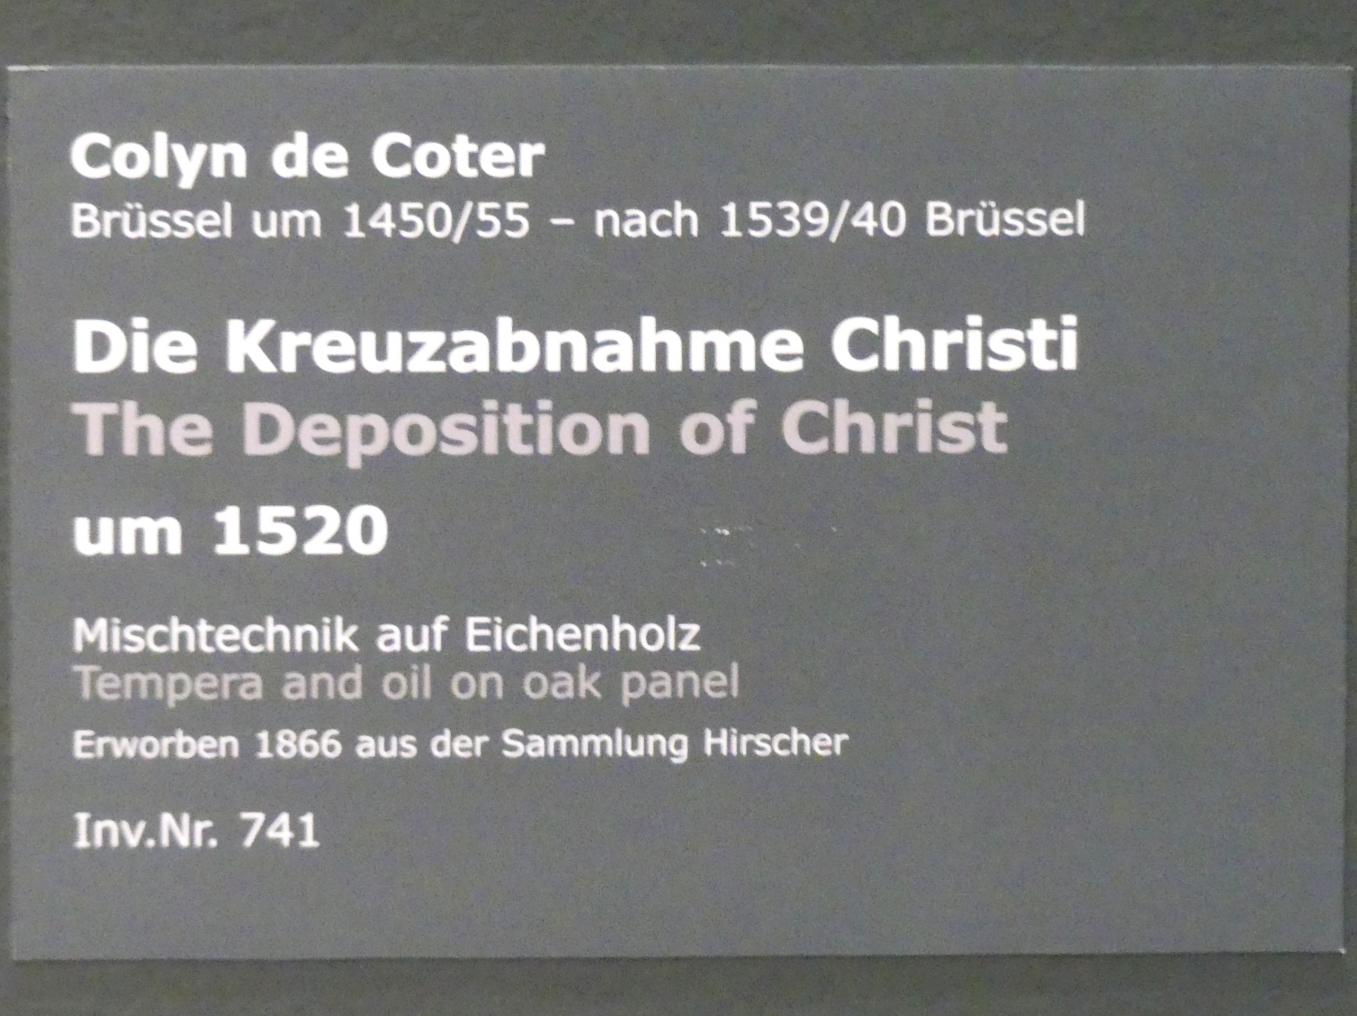 Colyn de Coter
Brüssel um 1450/55 – nach 1539/40 Brüssel
Die Kreuzabnahme Christi
The Deposition of Christ
um 1520
Mischtechnik auf Eichenholz
Tempera and oil on oak panel
Erworben 1866 aus der Sammlung Hirscher
Inv.Nr. 741